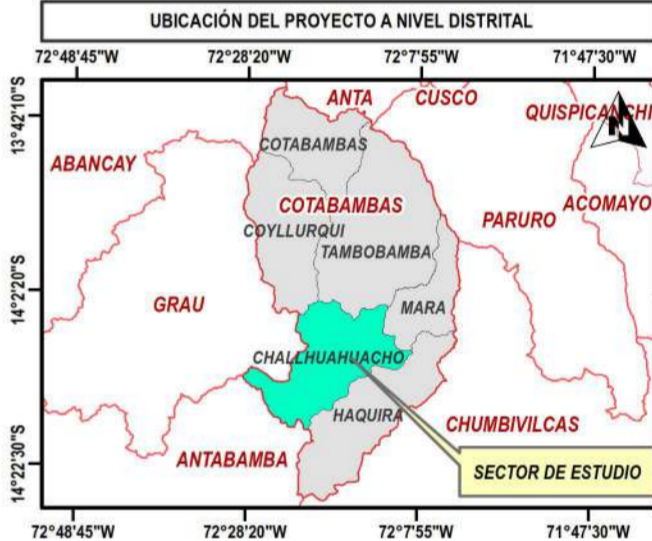 UBICACIÓN DEL PROYECTO A NIVEL DISTRITAL
72°48'45"W 72°28'20"W 72°7'55"W 71°47'30"W
13°42'10"S
14°2'20"S
14°22'30"S
ANTA
CUSCO
QUISPICANCHI
N
COTABAMBAS
ABANCAY
COTABAMBAS
ACOMAYO
COYLLURQUI
PARURO
TAMBOBAMBA
GRAU
MARA
CHALLHUAHUACHO
HAQUIRA
CHUMBIVILCAS
ANTABAMBA
SECTOR DE ESTUDIO
72°48'45"W 72°28'20"W 72°7'55"W 71°47'30"W